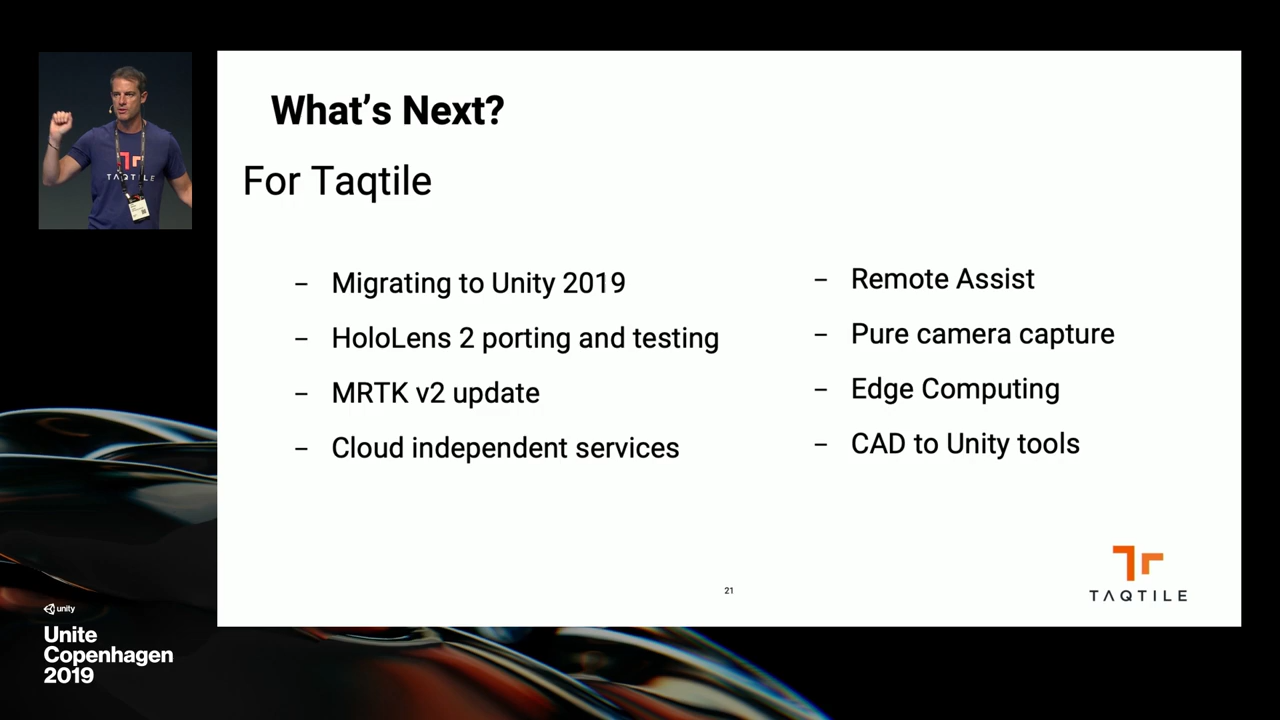 What's Next?
For Taqtile
TAQTILE
- Migrating to Unity 2019
- HoloLens 2 porting and testing
- MRTK v2 update
- Cloud independent services
- Remote Assist
- Pure camera capture
- Edge Computing
- CAD to Unity tools
21
TAQTILE
unity
Unite
Copenhagen
2019